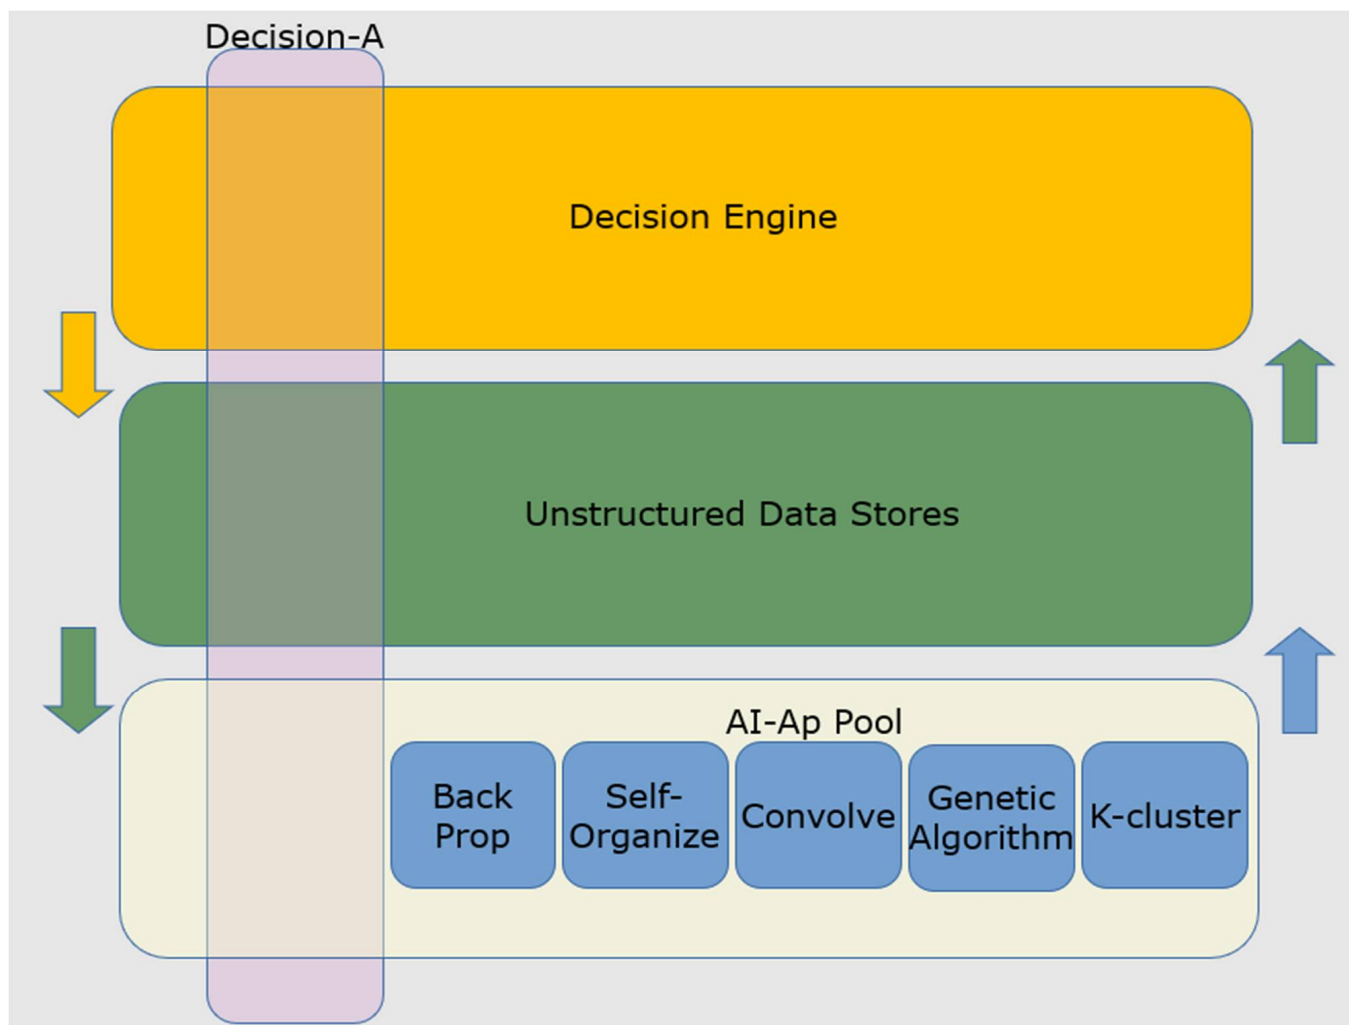 Decision-A
Decision Engine
Unstructured Data Stores
AI-Ap Pool
Back
Prop
Self-
Organize
Convolve
Genetic
Algorithm
K-cluster